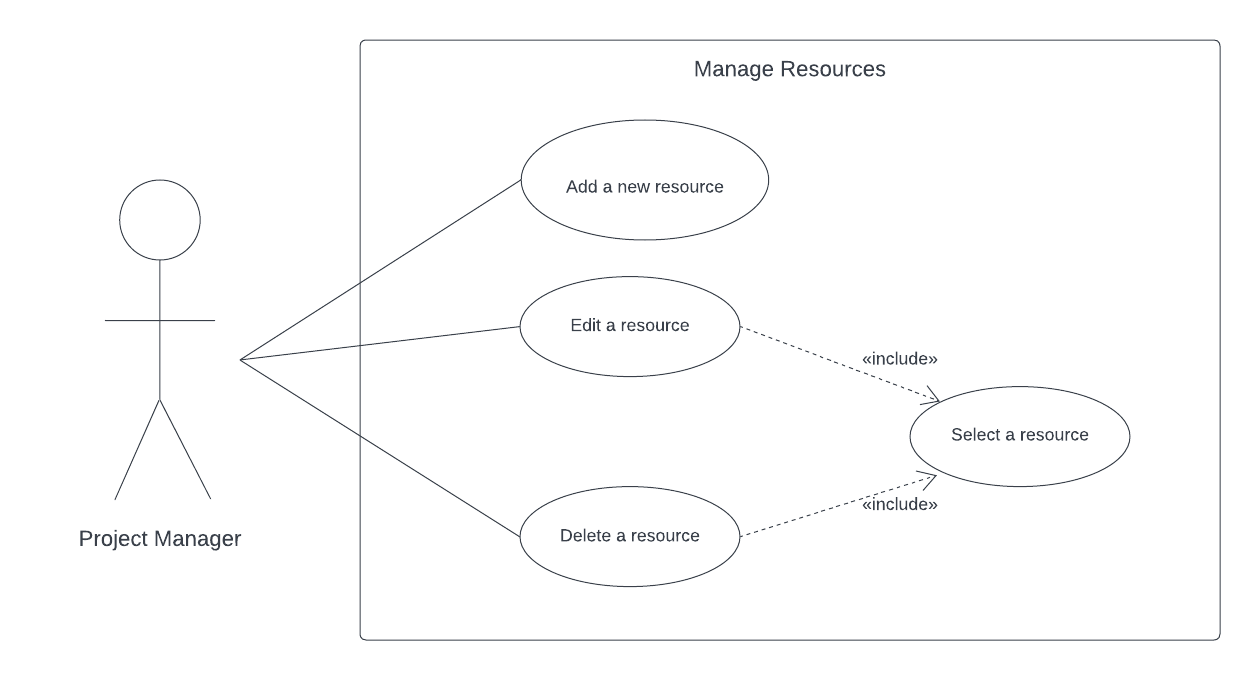 Manage Resources
Add a new resource
Edit a resource
«include»
Select a resource
«include»
Delete a resource
Project Manager